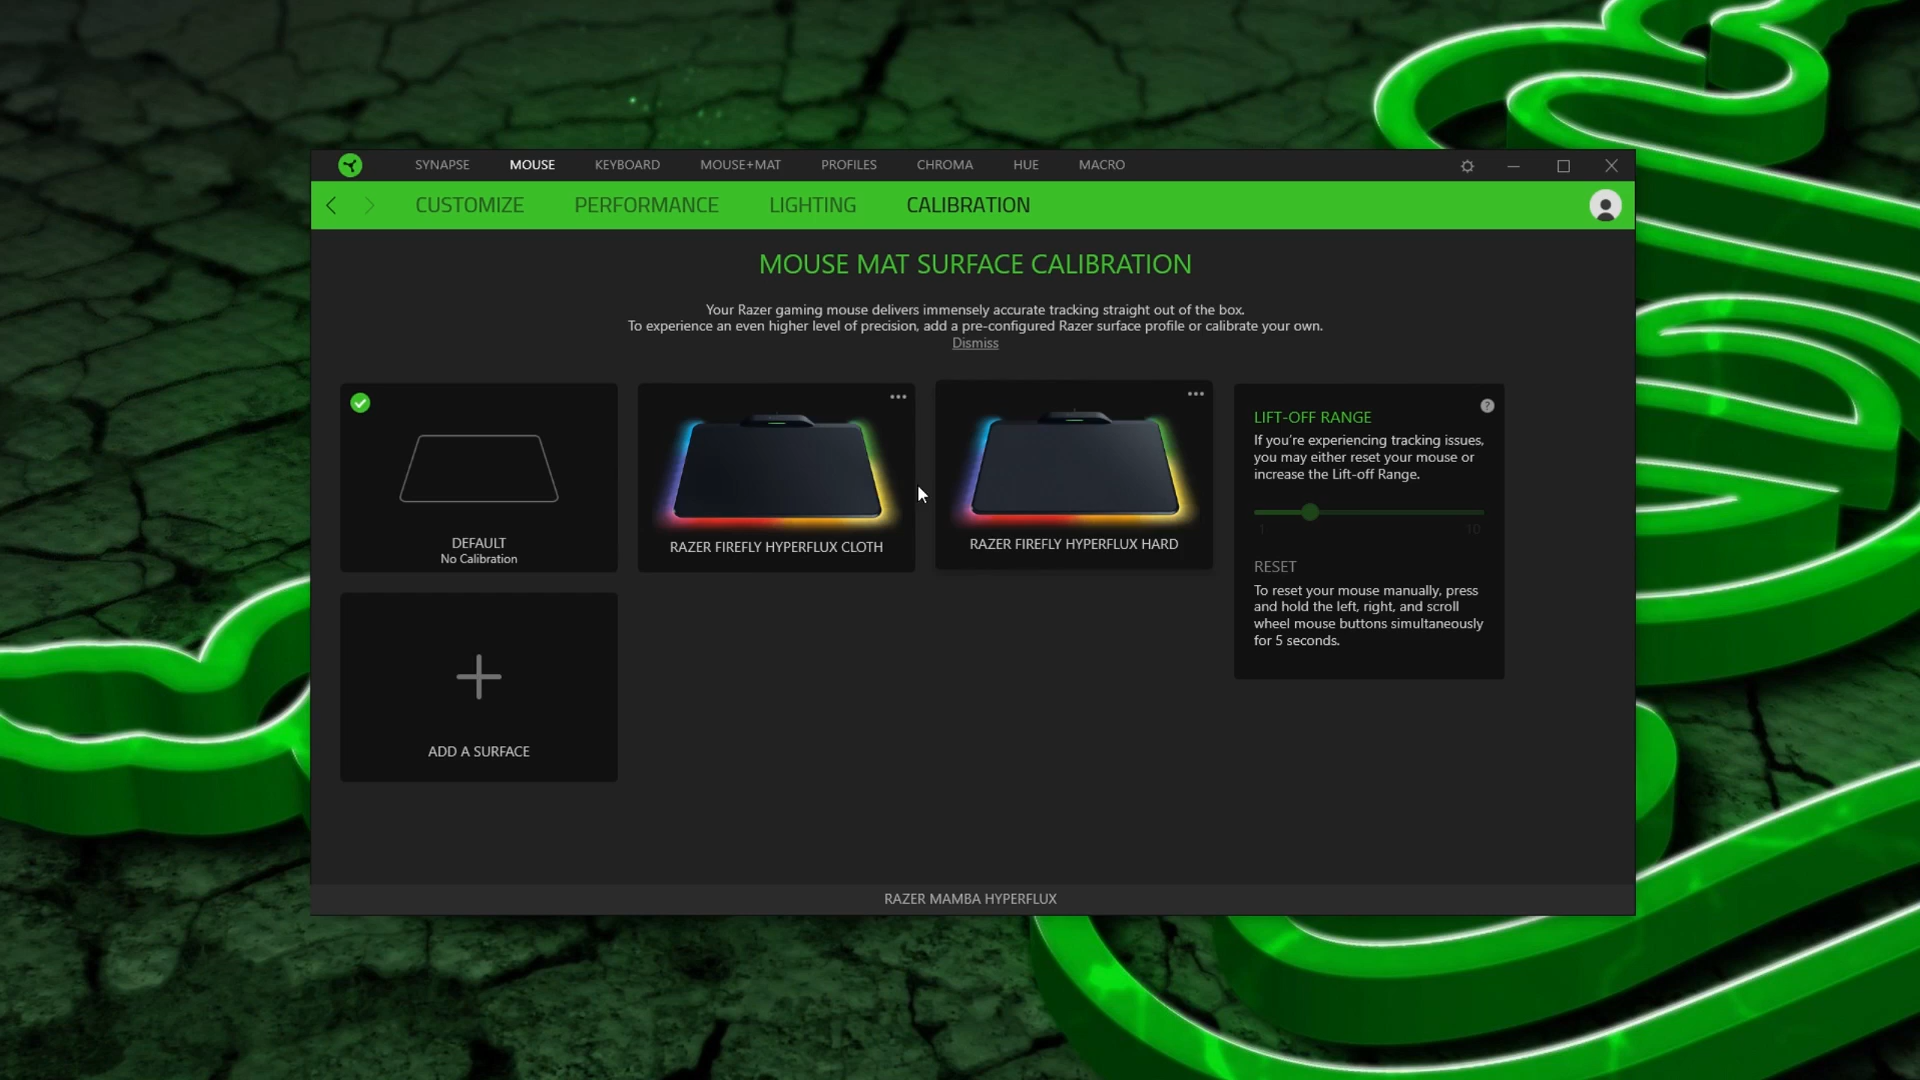 SYNAPSE MOUSE KEYBOARD MOUSE+MAT PROFILES CHROMA HUE MACRO
CUSTOMIZE PERFORMANCE LIGHTING CALIBRATION
MOUSE MAT SURFACE CALIBRATION
Your Razer gaming mouse delivers immensely accurate tracking straight out of the box.
To experience an even higher level of precision, add a pre-configured Razer surface profile or calibrate your own.
Dismiss
DEFAULT
No Calibration
RAZER FIREFLY HYPERFLUX CLOTH
RAZER FIREFLY HYPERFLUX HARD
LIFT-OFF RANGE
?
If you're experiencing tracking issues,
you may either reset your mouse or
increase the Lift-off Range.
1 10
RESET
To reset your mouse manually, press
and hold the left, right, and scroll
wheel mouse buttons simultaneously
for 5 seconds.
ADD A SURFACE
RAZER MAMBA HYPERFLUX